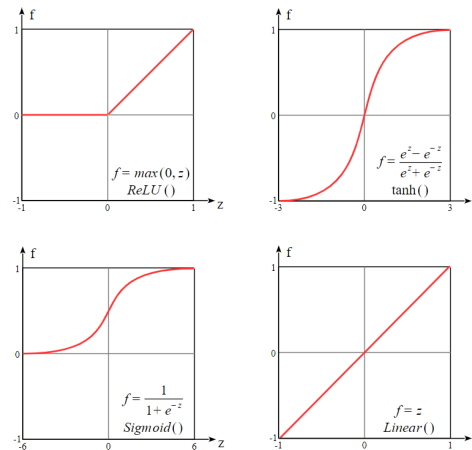 f
1
0
-1
-1
0
1
z
f = max(0, z)
ReLU()
f
1
0
-1
-3
0
3
f = e^z − e^-z / e^z + e^-z
tanh()
f
1
0
-1
-6
0
6
z
f = 1 / 1 + e^-z
Sigmoid()
f
1
0
-1
-1
0
1
f = z
Linear()